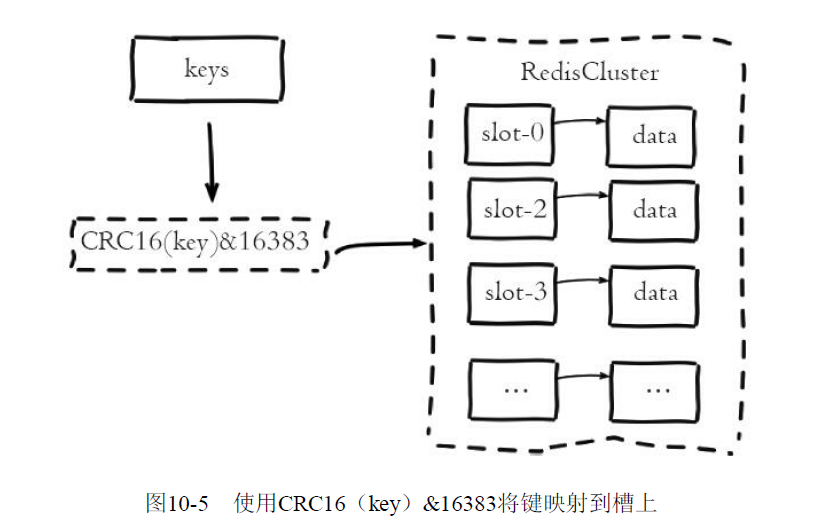 keys
CRC16(key)&16383
RedisCluster
slot-0
data
slot-2
data
slot-3
data
...
...
图10-5 使用CRC16（key）&16383将键映射到槽上